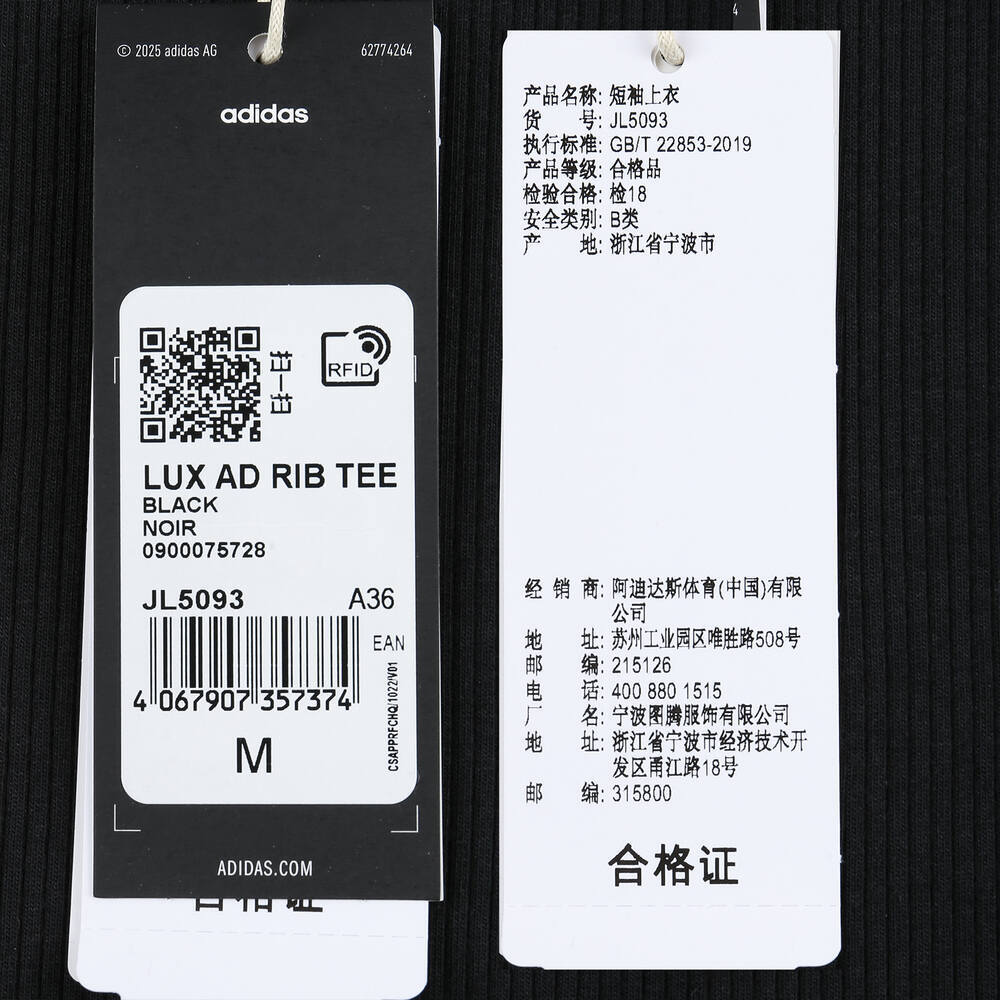 © 2025 adidas AG
62774264
adidas
扫一扫
RFID
LUX AD RIB TEE
BLACK
NOIR
0900075728
JL5093
A36
EAN
4 067907 357374
CSAPPRFCHQ/1022/V01
M
ADIDAS.COM
合格证
4
产品名称: 短袖上衣
货 号: JL5093
执行标准: GB/T 22853-2019
产品等级: 合格品
检验合格: 检18
安全类别: B类
产 地: 浙江省宁波市
经 销 商: 阿迪达斯体育(中国)有限
公司
地 址: 苏州工业园区唯胜路508号
邮 编: 215126
电 话: 400 880 1515
厂 名: 宁波图腾服饰有限公司
地 址: 浙江省宁波市经济技术开
发区甬江路18号
邮 编: 315800
合格证